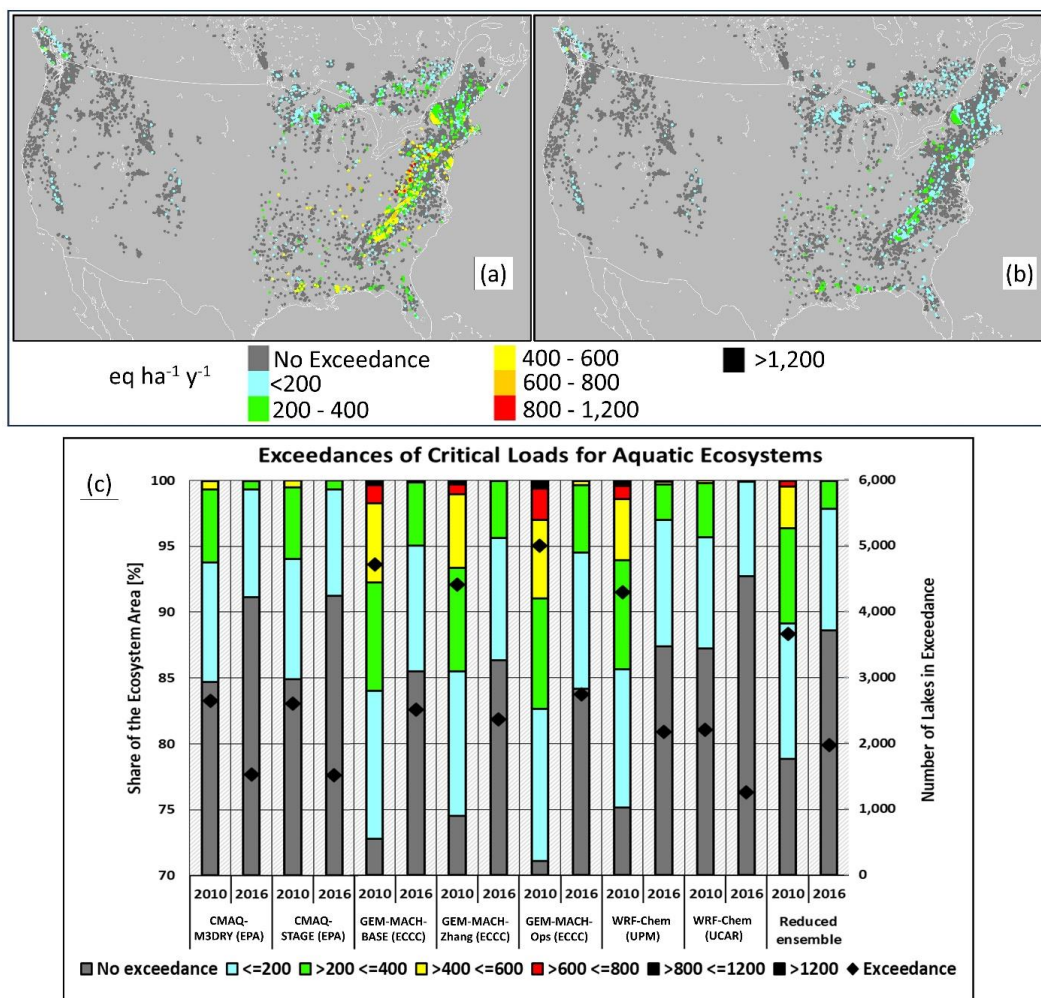 (a)
(b)
eq ha⁻¹ y⁻¹
No Exceedance
<200
200 - 400
400 - 600
600 - 800
800 - 1,200
>1,200
Exceedances of Critical Loads for Aquatic Ecosystems
(c)
Share of the Ecosystem Area [%]
100
95
90
85
80
75
70
6,000
5,000
4,000
3,000
2,000
1,000
0
Number of Lakes in Exceedance
2010 2016 2010 2016 2010 2016 2010 2016 2010 2016 2010 2016 2010 2016 2010 2016
CMAQ-
M3DRY (EPA)
CMAQ-
STAGE (EPA)
GEM-MACH-
BASE (ECCC)
GEM-MACH-
Zhang (ECCC)
GEM-MACH-
Ops (ECCC)
WRF-Chem
(UPM)
WRF-Chem
(UCAR)
Reduced
ensemble
No exceedance <=200 >200 <=400 >400 <=600 >600 <=800 >800 <=1200 >1200 Exceedance